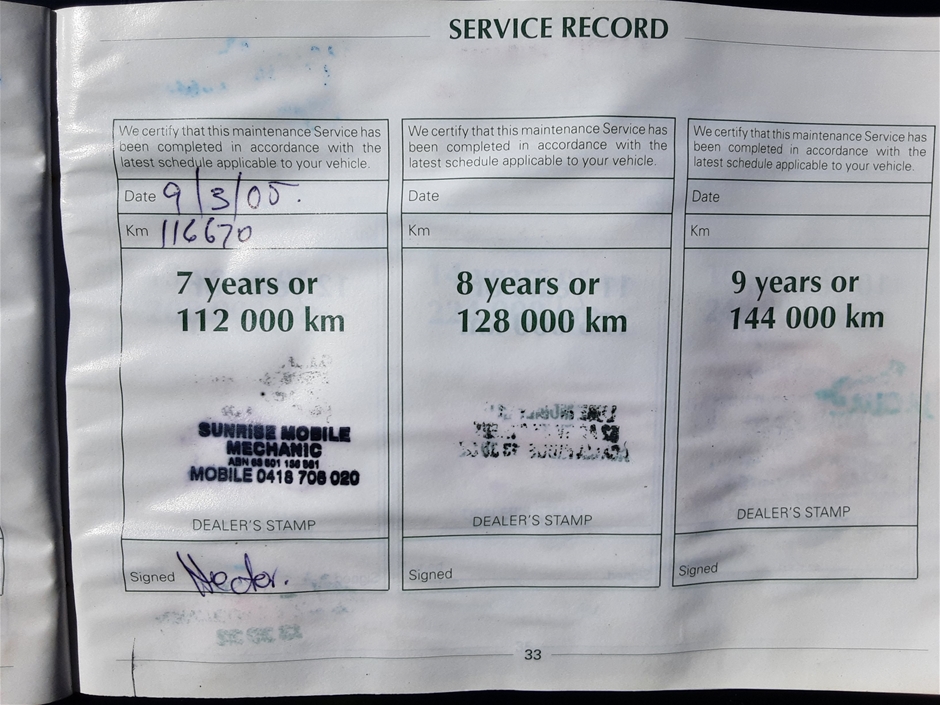 SERVICE RECORD
We certify that this maintenance Service has
been completed in accordance with the
latest schedule applicable to your vehicle.
Date 9/3/05.
Km 116670
7 years or
112 000 km
SUNRISE MOBILE
MECHANIC
ABN
MOBILE 0418 706 020
DEALER'S STAMP
Signed
We certify that this maintenance Service has
been completed in accordance with the
latest schedule applicable to your vehicle.
Date
Km
8 years or
128 000 km
DEALER'S STAMP
Signed
We certify that this maintenance Service has
been completed in accordance with the
latest schedule applicable to your vehicle.
Date
Km
9 years or
144 000 km
DEALER'S STAMP
Signed
33